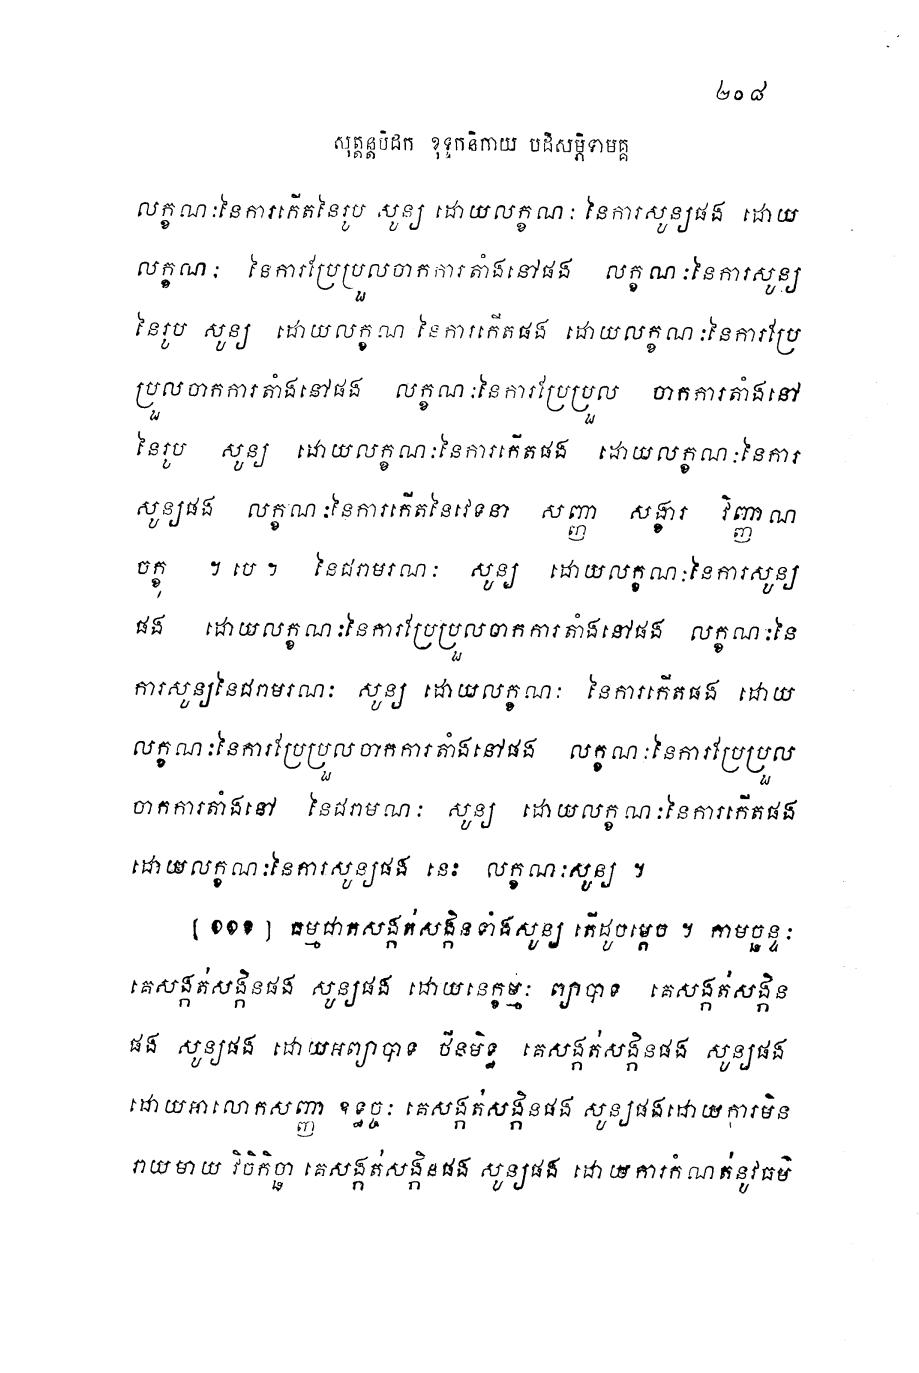 ២០៨
សុត្តន្តបិដក ខុទ្ទកនិកាយ បដិសម្ភិទាមគ្គ
លក្ខណៈនៃការកើតនៃរូប សូន្យ ដោយលក្ខណៈ នៃការសូន្យផង ដោយ
លក្ខណៈ នៃការប្រែប្រួលចាកការតាំងនៅផង លក្ខណៈនៃការសូន្យ
នៃរូប សូន្យ ដោយលក្ខណ នៃការកើតផង ដោយលក្ខណៈនៃការប្រែ
ប្រួលចាកការតាំងនៅផង លក្ខណៈនៃការប្រែប្រួល ចាកការតាំងនៅ
នៃរូប សូន្យ ដោយលក្ខណៈនៃការកើតផង ដោយលក្ខណៈនៃការ
សូន្យផង លក្ខណៈនៃការកើតនៃវេទនា សញ្ញា សង្ខារ វិញ្ញាណ
ចក្ខុ ។ បេ ។ នៃជរាមរណៈ សូន្យ ដោយលក្ខណៈនៃការសូន្យ
ផង ដោយលក្ខណៈនៃការប្រែប្រួលចាកការតាំងនៅផង លក្ខណៈនៃ
ការសូន្យនៃជរាមរណៈ សូន្យ ដោយលក្ខណៈ នៃការកើតផង ដោយ
លក្ខណៈនៃការប្រែប្រួលចាកការតាំងនៅផង លក្ខណៈនៃការប្រែប្រួល
ចាកការតាំងនៅ នៃជរាមណៈ សូន្យ ដោយលក្ខណៈនៃការកើតផង
ដោយលក្ខណៈនៃការសូន្យផង នេះ លក្ខណៈសូន្យ ។
[ ១១១ ] ធម្មជាតសង្កត់សង្កិនទាំងសូន្យ តើដូចម្តេច ។ កាមច្ឆន្ទៈ
គេសង្កត់សង្កិនផង សូន្យផង ដោយនេក្ខម្មៈ ព្យាបាទ គេសង្កត់សង្កិន
ផង សូន្យផង ដោយអព្យាបាទ ថីនមិទ្ធ គេសង្កត់សង្កិនផង សូន្យផង
ដោយអាលោកសញ្ញា ឧទ្ធច្ចៈ គេសង្កត់សង្កិនផង សូន្យផងដោយការមិន
រាយមាយ វិចិកិច្ឆា គេសង្កត់សង្កិនផង សូន្យផង ដោយការកំណត់នូវធម៌